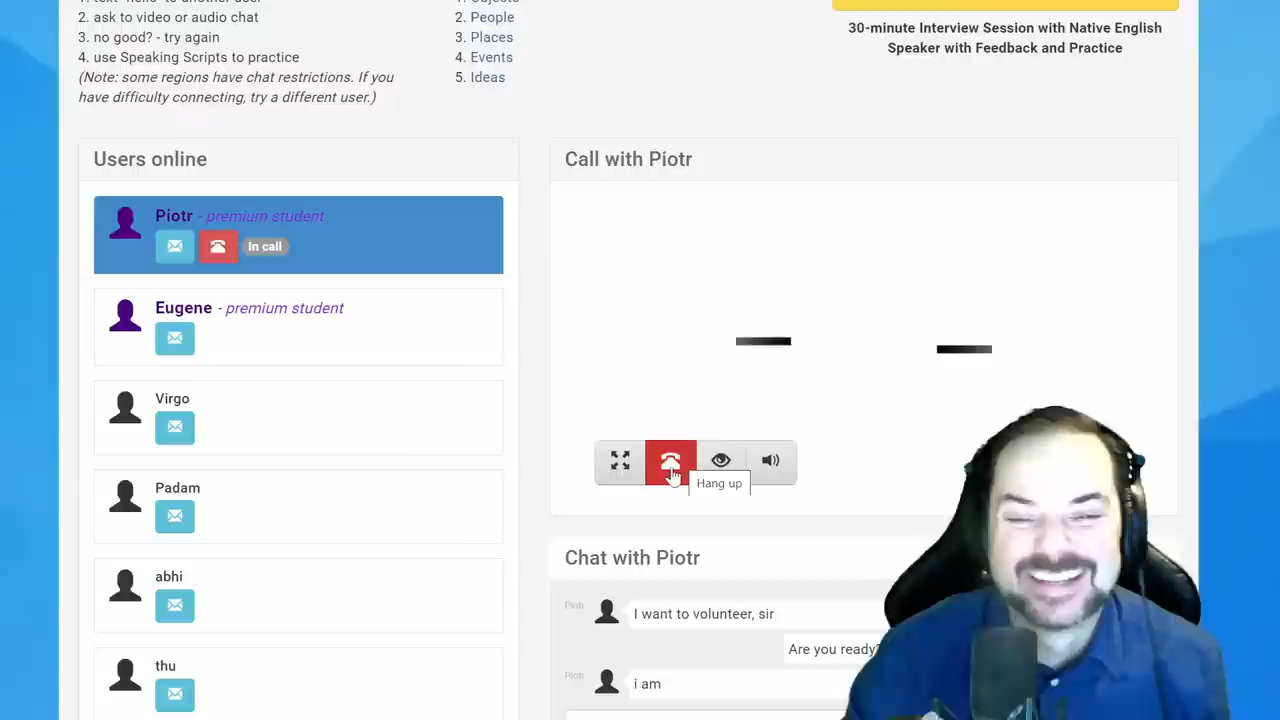 2. ask to video or audio chat
3. no good? - try again
4. use Speaking Scripts to practice
(Note: some regions have chat restrictions. If you
have difficulty connecting, try a different user.)
2. People
3. Places
4. Events
5. Ideas
30-minute Interview Session with Native English
Speaker with Feedback and Practice
Users online
Piotr - premium student
In call
Eugene - premium student
Virgo
Padam
abhi
thu
Call with Piotr
Hang up
Chat with Piotr
Piotr
I want to volunteer, sir
Are you ready?
Piotr
i am